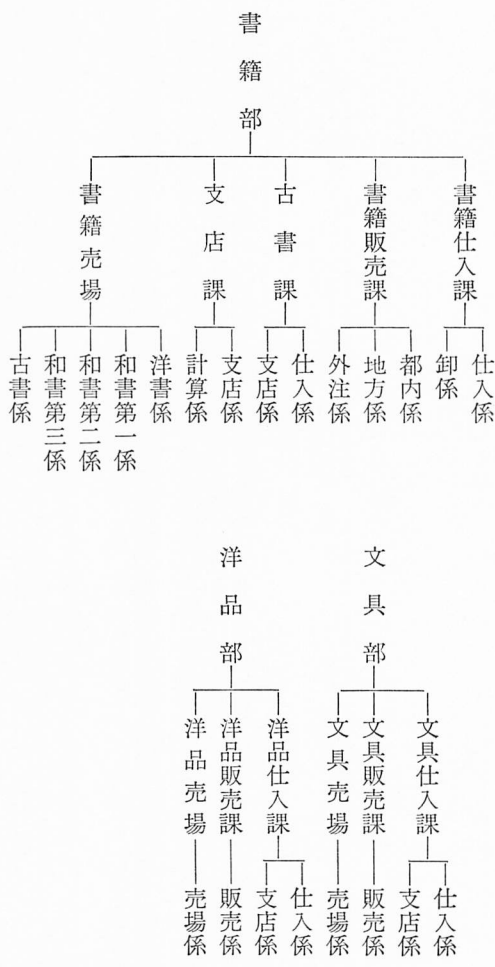 書籍部
書籍仕入課
仕入係
卸係
書籍販売課
都内係
地方係
外注係
古書課
仕入係
支店係
支店課
支店係
計算係
書籍売場
洋書係
和書第一係
和書第二係
和書第三係
古書係
文具部
文具仕入課
仕入係
支店係
文具販売課
販売係
文具売場
売場係
洋品部
洋品仕入課
仕入係
支店係
洋品販売課
販売係
洋品売場
売場係